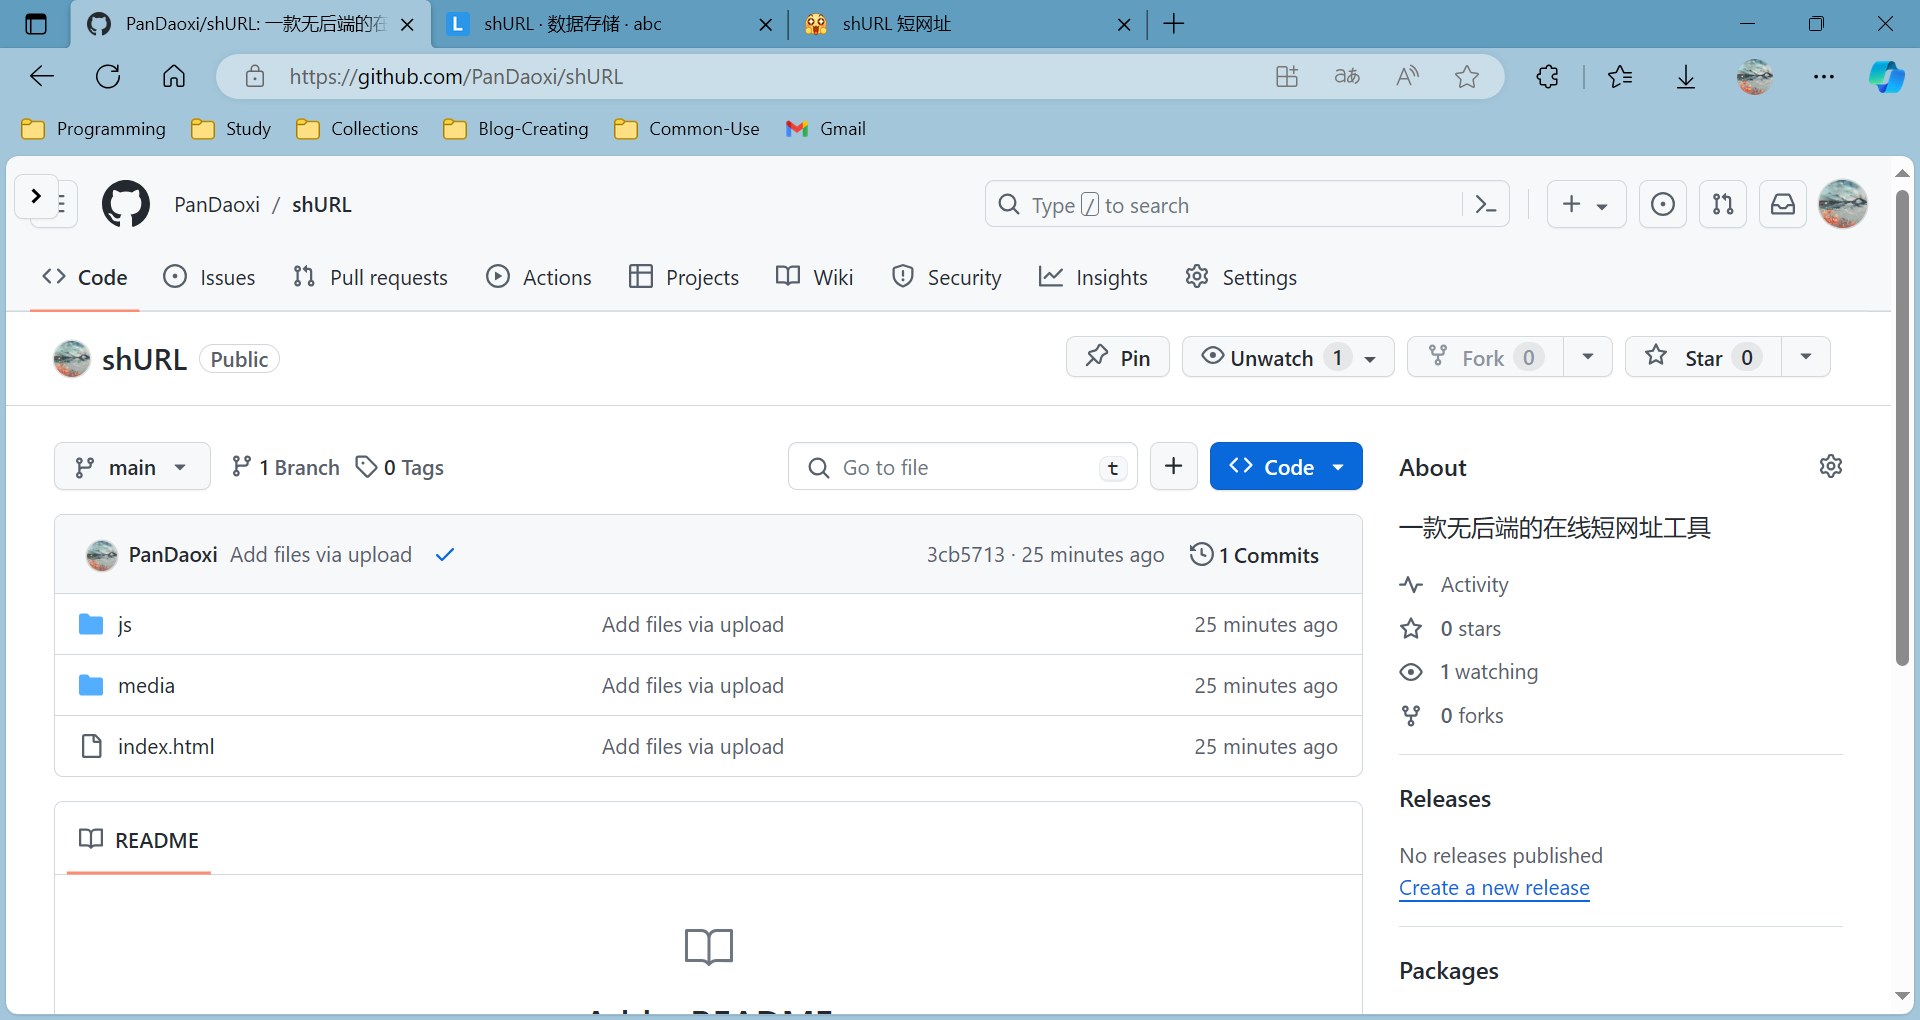 PanDaoxi/shURL: 一款无后端的在
shURL · 数据存储 · abc
shURL 短网址
https://github.com/PanDaoxi/shURL
Programming
Study
Collections
Blog-Creating
Common-Use
Gmail
PanDaoxi / shURL
Type / to search
Code
Issues
Pull requests
Actions
Projects
Wiki
Security
Insights
Settings
shURL
Public
Pin
Unwatch 1
Fork 0
Star 0
main
1 Branch
0 Tags
Go to file
t
Code
PanDaoxi Add files via upload
3cb5713 · 25 minutes ago
1 Commits
js
Add files via upload
25 minutes ago
media
Add files via upload
25 minutes ago
index.html
Add files via upload
25 minutes ago
README
About
一款无后端的在线短网址工具
Activity
0 stars
1 watching
0 forks
Releases
No releases published
Create a new release
Packages